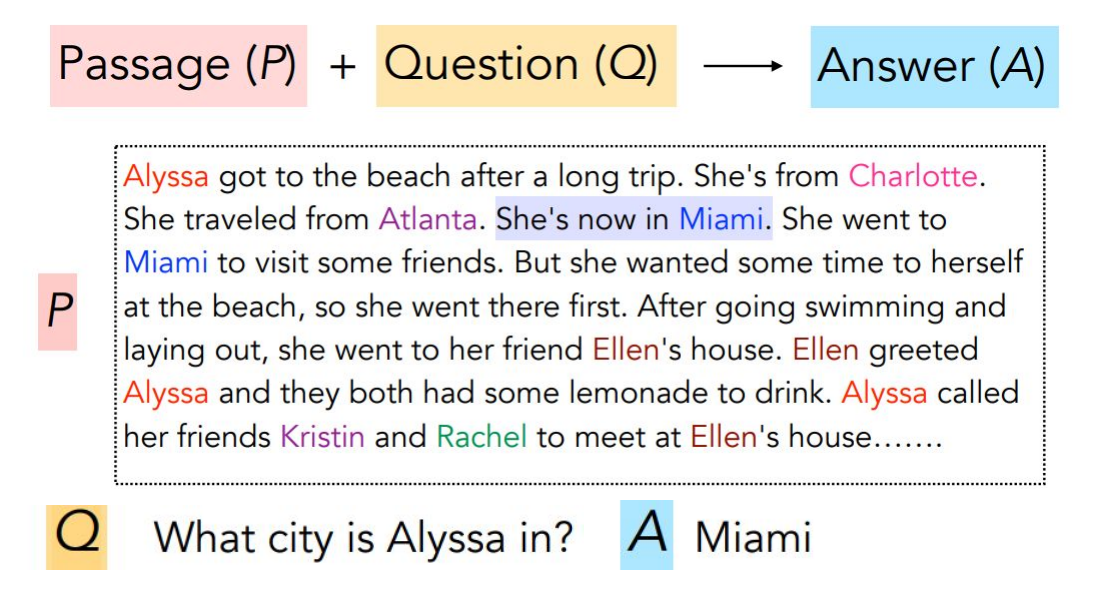 Passage (P) + Question (Q) ⟶ Answer (A)
Alyssa got to the beach after a long trip. She's from Charlotte.
She traveled from Atlanta. She's now in Miami. She went to
Miami to visit some friends. But she wanted some time to herself
P at the beach, so she went there first. After going swimming and
laying out, she went to her friend Ellen's house. Ellen greeted
Alyssa and they both had some lemonade to drink. Alyssa called
her friends Kristin and Rachel to meet at Ellen's house.......
Q What city is Alyssa in? A Miami